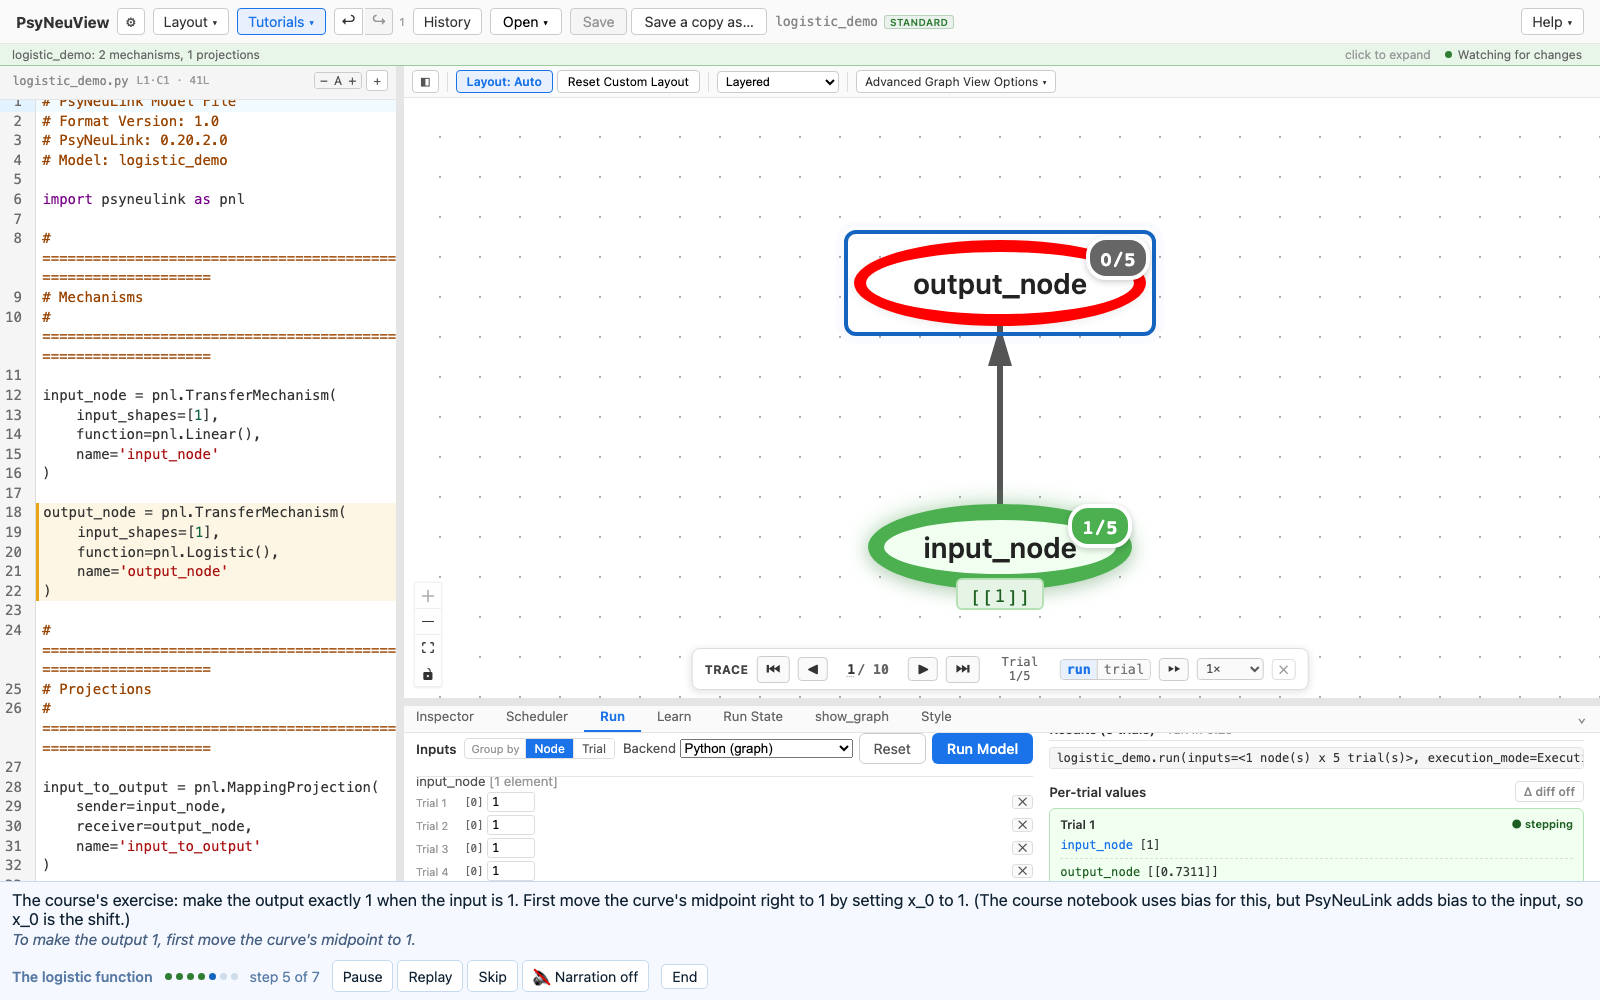 PsyNeuView ⚙ Layout ▾ Tutorials ▾ ↩ ↪ 1 History Open ▾ Save Save a copy as... logistic_demo STANDARD Help ▾
logistic_demo: 2 mechanisms, 1 projections click to expand ● Watching for changes
logistic_demo.py L1·C1 · 41L − A + +
Layout: Auto Reset Custom Layout Layered Advanced Graph View Options ▾
1 # PsyNeuLink Model File
2 # Format Version: 1.0
3 # PsyNeuLink: 0.20.2.0
4 # Model: logistic_demo
5
6 import psyneulink as pnl
7
8 #
==========================================
====================
9 # Mechanisms
10 #
==========================================
====================
11
12 input_node = pnl.TransferMechanism(
13 input_shapes=[1],
14 function=pnl.Linear(),
15 name='input_node'
16 )
17
18 output_node = pnl.TransferMechanism(
19 input_shapes=[1],
20 function=pnl.Logistic(),
21 name='output_node'
22 )
23
24 #
==========================================
====================
25 # Projections
26 #
==========================================
====================
27
28 input_to_output = pnl.MappingProjection(
29 sender=input_node,
30 receiver=output_node,
31 name='input_to_output'
32 )
0/5
output_node
1/5
input_node
[[1]]
TRACE 1 / 10 Trial 1/5 run trial 1×
Inspector Scheduler Run Learn Run State show_graph Style
Inputs Group by Node Trial Backend Python (graph) Reset Run Model
input_node [1 element]
Trial 1 [0] 1
Trial 2 [0] 1
Trial 3 [0] 1
Trial 4 [0] 1
logistic_demo.run(inputs=<1 node(s) x 5 trial(s)>, execution_mode=Executi
Per-trial values Δ diff off
Trial 1 ● stepping
input_node [1]
output_node [[0.7311]]
The course's exercise: make the output exactly 1 when the input is 1. First move the curve's midpoint right to 1 by setting x_0 to 1. (The course notebook uses bias for this, but PsyNeuLink adds bias to the input, so
x_0 is the shift.)
To make the output 1, first move the curve's midpoint to 1.
The logistic function step 5 of 7 Pause Replay Skip Narration off End